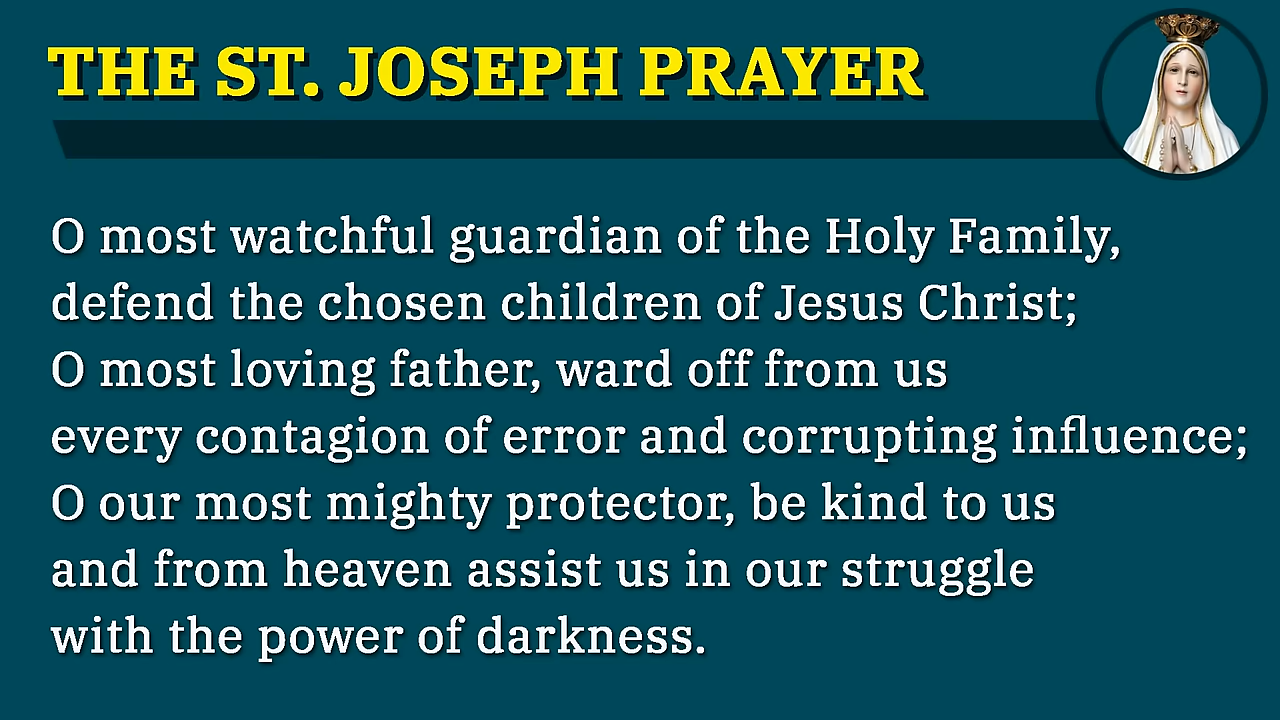 THE ST. JOSEPH PRAYER
O most watchful guardian of the Holy Family,
defend the chosen children of Jesus Christ;
O most loving father, ward off from us
every contagion of error and corrupting influence;
O our most mighty protector, be kind to us
and from heaven assist us in our struggle
with the power of darkness.